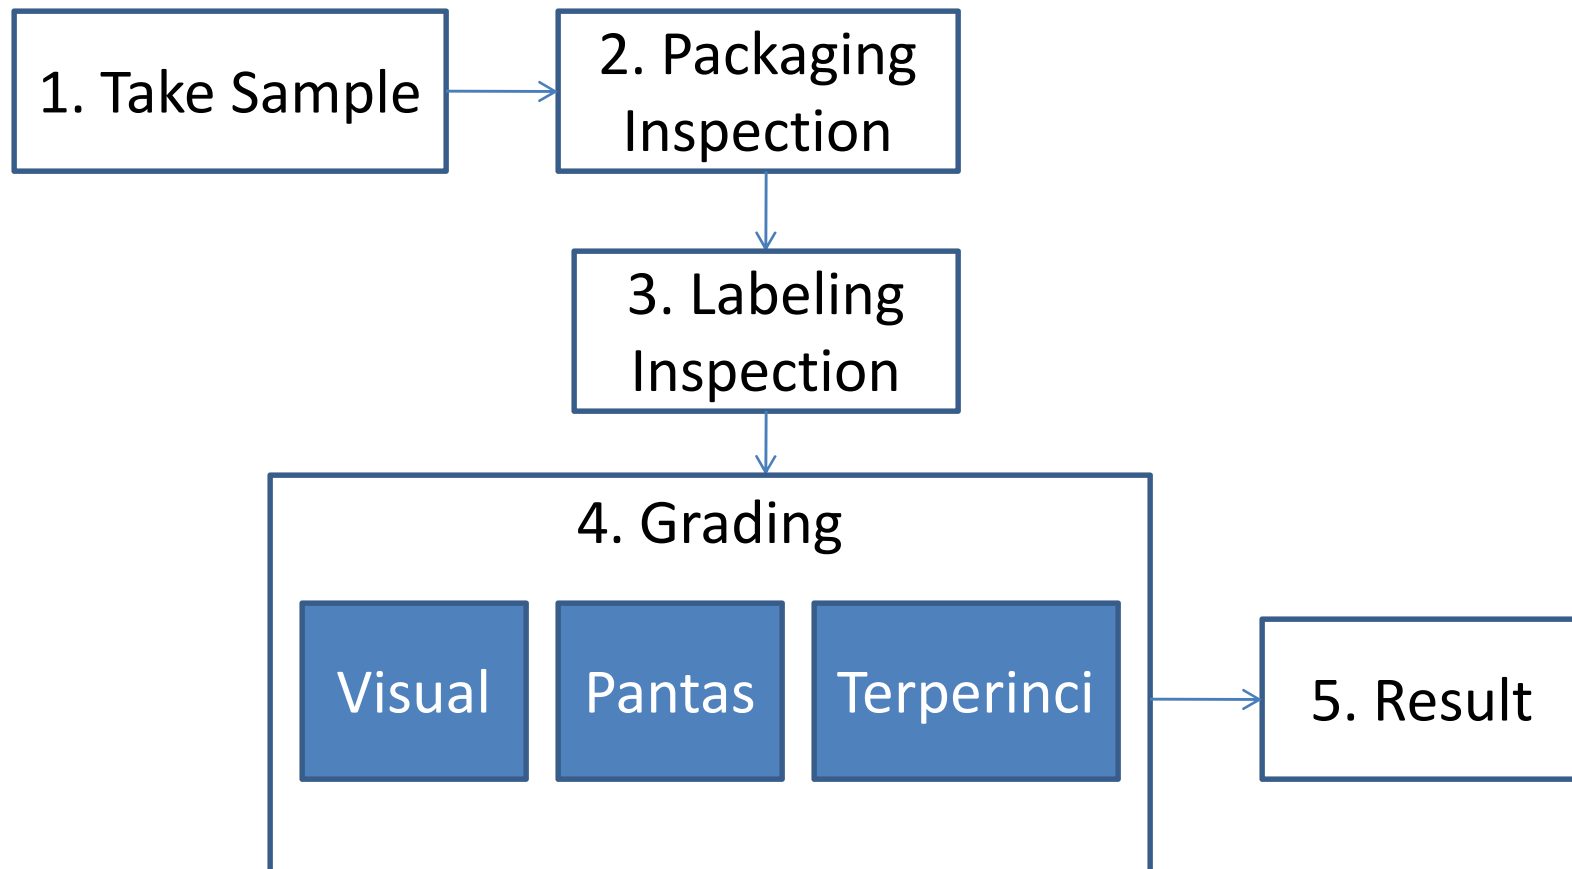 1. Take Sample
2. Packaging
Inspection
3. Labeling
Inspection
4. Grading
Visual
Pantas
Terperinci
5. Result